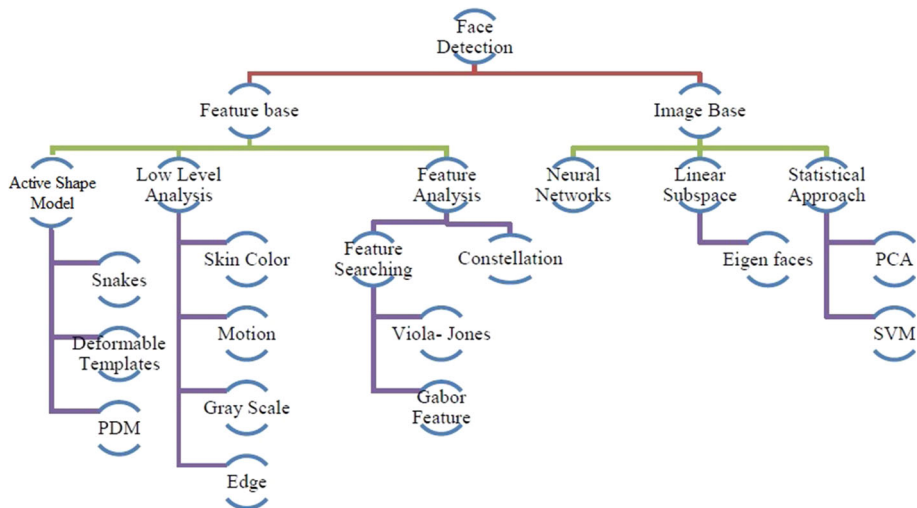 Face
Detection
Feature base
Image Base
Active Shape
Model
Low Level
Analysis
Feature
Analysis
Neural
Networks
Linear
Subspace
Statistical
Approach
Snakes
Deformable
Templates
PDM
Skin Color
Motion
Gray Scale
Edge
Feature
Searching
Constellation
Viola- Jones
Gabor
Feature
Eigen faces
PCA
SVM